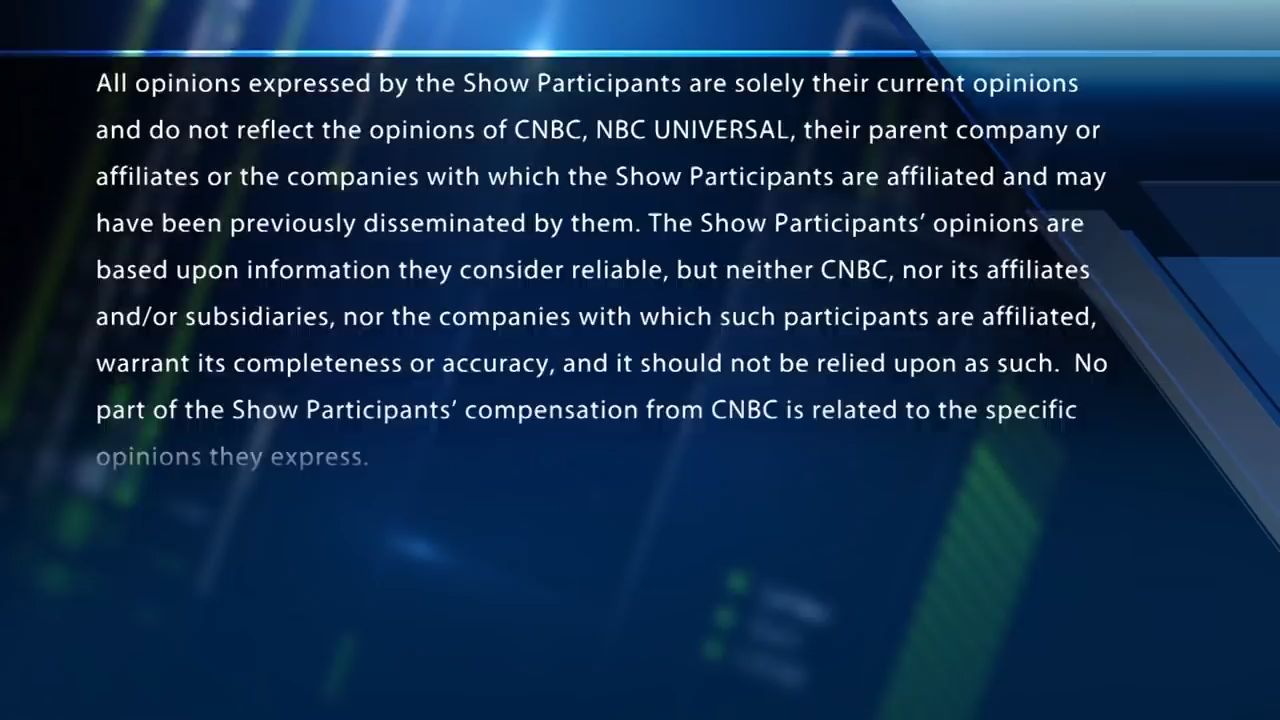 All opinions expressed by the Show Participants are solely their current opinions
and do not reflect the opinions of CNBC, NBC UNIVERSAL, their parent company or
affiliates or the companies with which the Show Participants are affiliated and may
have been previously disseminated by them. The Show Participants’ opinions are
based upon information they consider reliable, but neither CNBC, nor its affiliates
and/or subsidiaries, nor the companies with which such participants are affiliated,
warrant its completeness or accuracy, and it should not be relied upon as such.  No
part of the Show Participants’ compensation from CNBC is related to the specific
opinions they express.